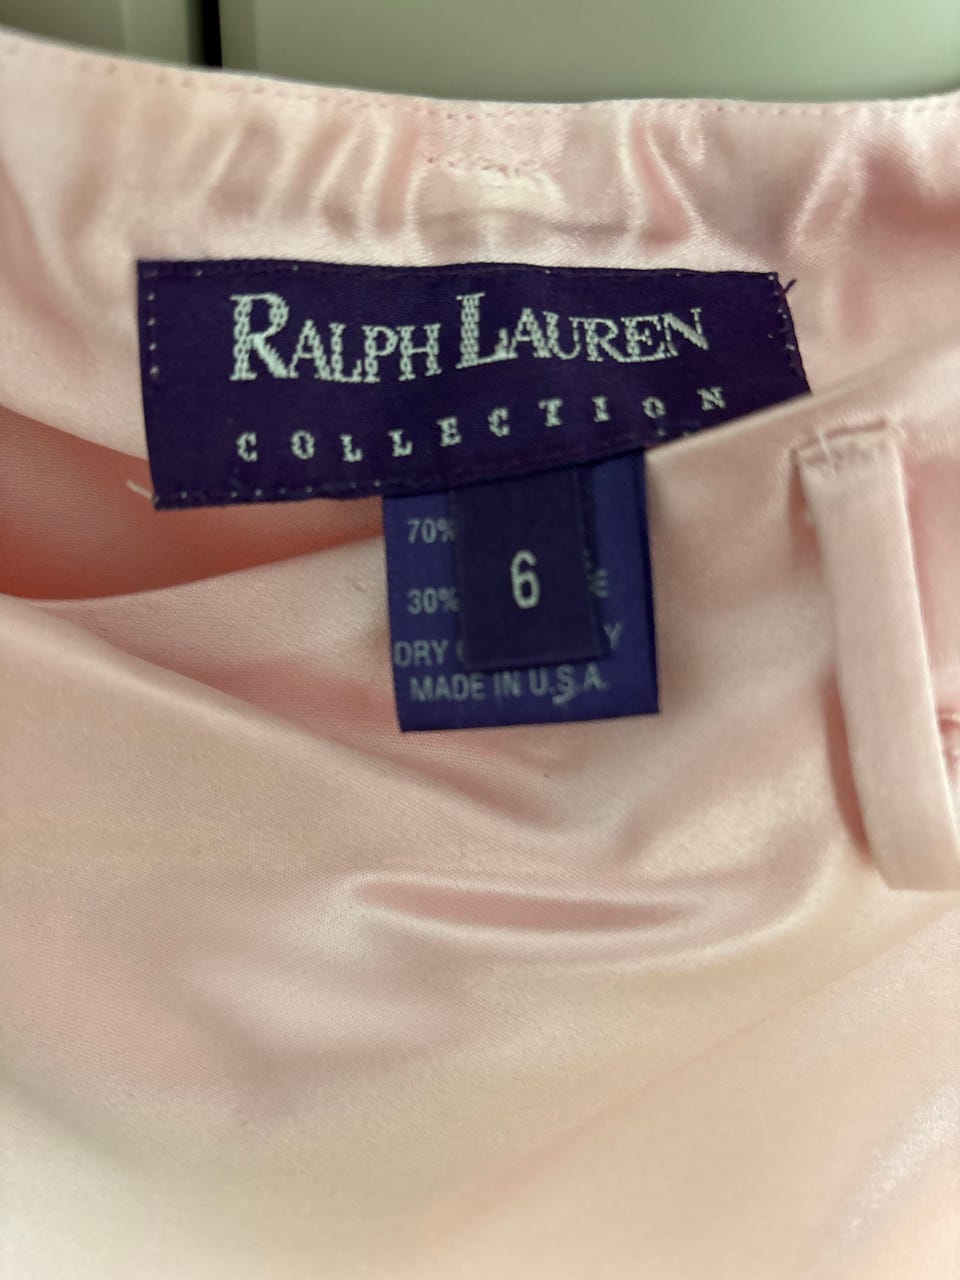 RALPH LAUREN
COLLECTION
70%
30%
6
DRY
MADE IN U.S.A.